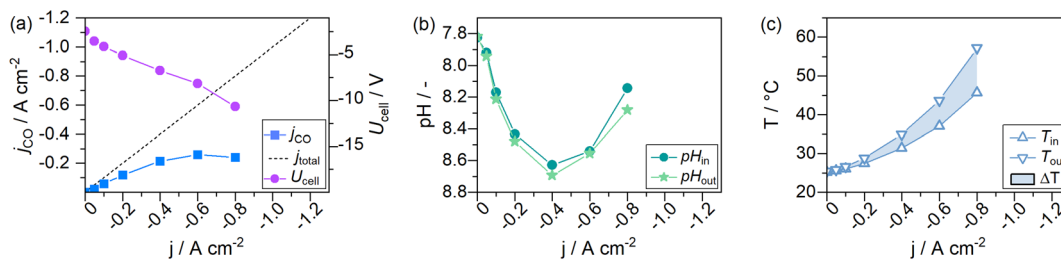 (a)
-1.2
-1.0
-0.8
-0.6
-0.4
-0.2
j_CO / A cm⁻²
-5
-10
-15
U_cell / V
j_CO
j_total
U_cell
0 -0.2 -0.4 -0.6 -0.8 -1.0 -1.2
j / A cm⁻²
(b)
7.8
8.0
8.2
8.4
8.6
8.8
pH / -
pH_in
pH_out
0 -0.2 -0.4 -0.6 -0.8 -1.0 -1.2
j / A cm⁻²
(c)
60
50
40
30
20
T / °C
T_in
T_ou
ΔT
0 -0.2 -0.4 -0.6 -0.8 -1.0 -1.2
j / A cm⁻²